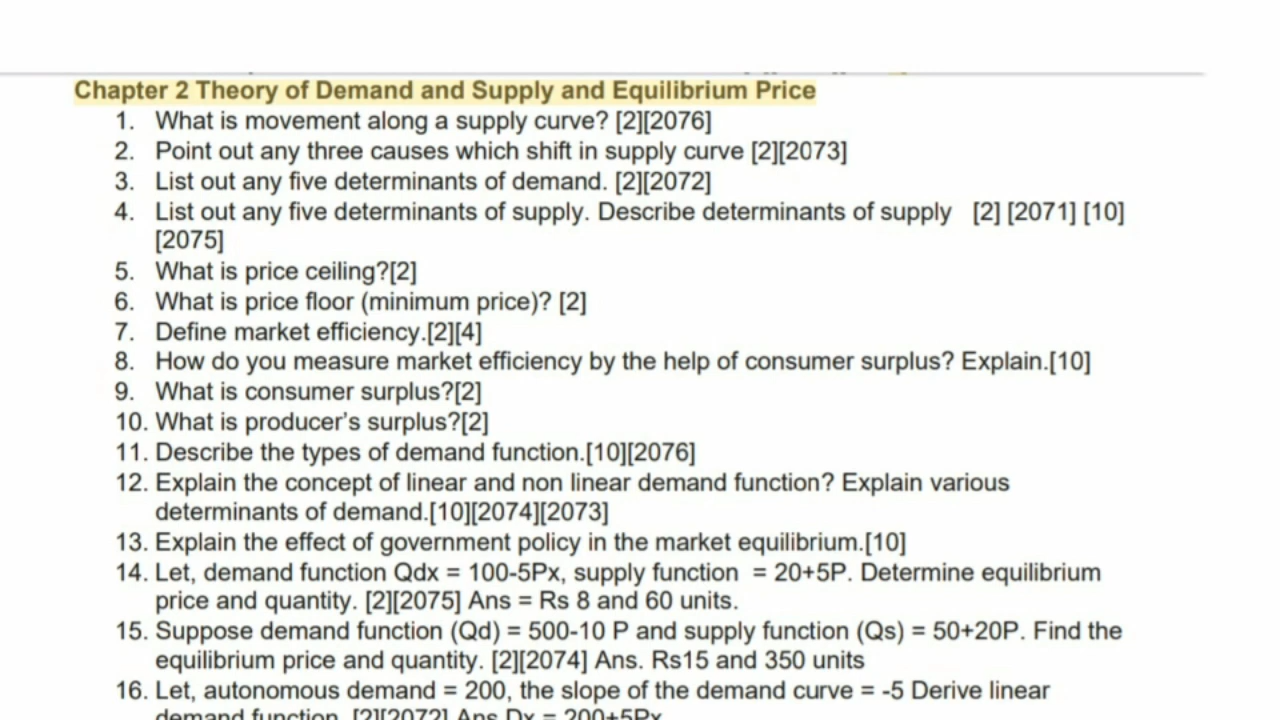 Chapter 2 Theory of Demand and Supply and Equilibrium Price
1. What is movement along a supply curve? [2][2076]
2. Point out any three causes which shift in supply curve [2][2073]
3. List out any five determinants of demand. [2][2072]
4. List out any five determinants of supply. Describe determinants of supply [2] [2071] [10]
[2075]
5. What is price ceiling?[2]
6. What is price floor (minimum price)? [2]
7. Define market efficiency.[2][4]
8. How do you measure market efficiency by the help of consumer surplus? Explain.[10]
9. What is consumer surplus?[2]
10. What is producer's surplus?[2]
11. Describe the types of demand function.[10][2076]
12. Explain the concept of linear and non linear demand function? Explain various
determinants of demand.[10][2074][2073]
13. Explain the effect of government policy in the market equilibrium.[10]
14. Let, demand function Qdx = 100-5Px, supply function = 20+5P. Determine equilibrium
price and quantity. [2][2075] Ans = Rs 8 and 60 units.
15. Suppose demand function (Qd) = 500-10 P and supply function (Qs) = 50+20P. Find the
equilibrium price and quantity. [2][2074] Ans. Rs15 and 350 units
16. Let, autonomous demand = 200, the slope of the demand curve = -5 Derive linear
demand function. [2][2072] Ans Dx = 200+5Px